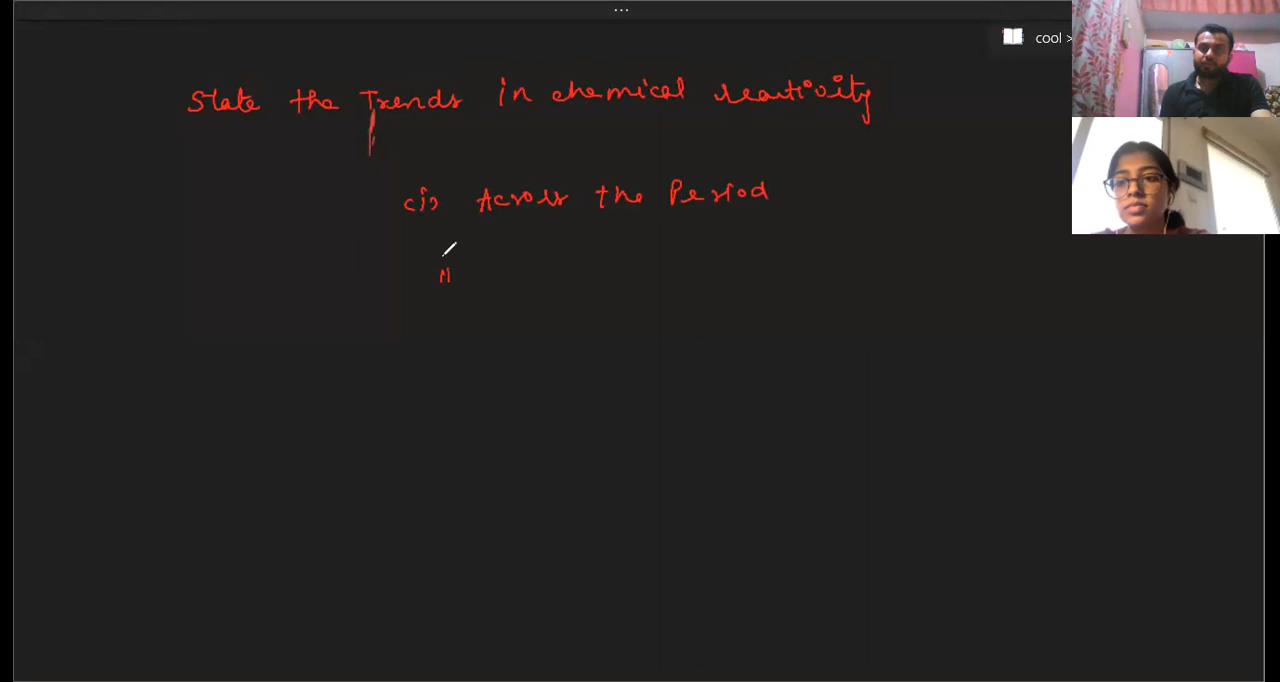 cool >
State the Trends in chemical reactivity
(i) Across the Period
N